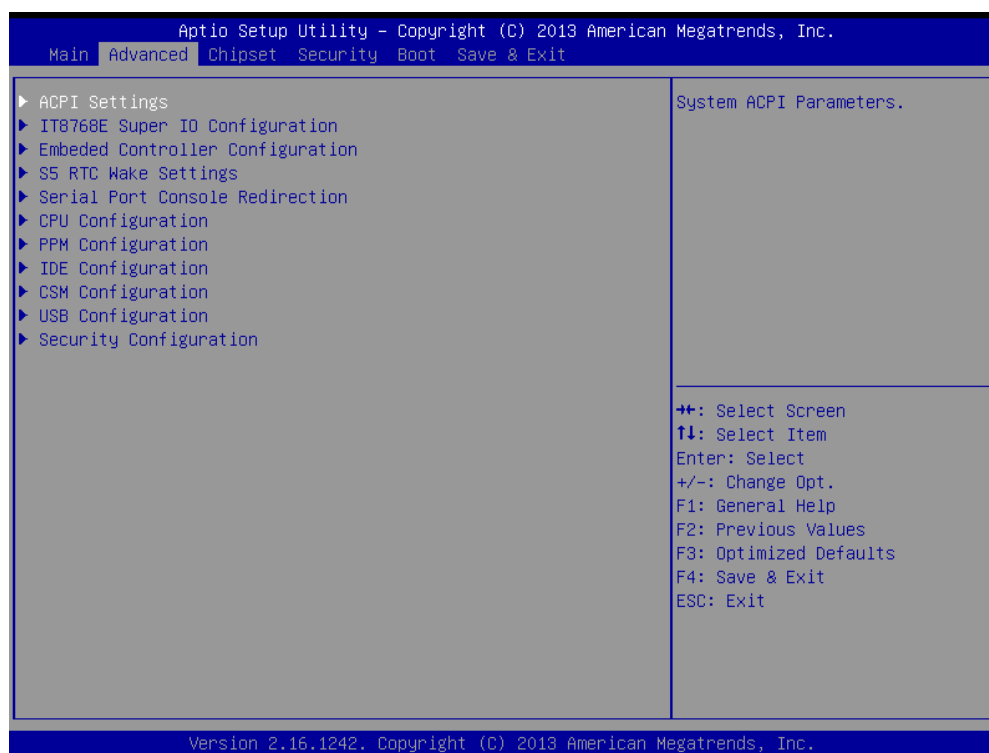 Aptio Setup Utility – Copyright (C) 2013 American Megatrends, Inc.
Main Advanced Chipset Security Boot Save & Exit
▶ ACPI Settings
▶ IT8768E Super IO Configuration
▶ Embeded Controller Configuration
▶ S5 RTC Wake Settings
▶ Serial Port Console Redirection
▶ CPU Configuration
▶ PPM Configuration
▶ IDE Configuration
▶ CSM Configuration
▶ USB Configuration
▶ Security Configuration
System ACPI Parameters.
→←: Select Screen
↑↓: Select Item
Enter: Select
+/-: Change Opt.
F1: General Help
F2: Previous Values
F3: Optimized Defaults
F4: Save & Exit
ESC: Exit
Version 2.16.1242. Copyright (C) 2013 American Megatrends, Inc.